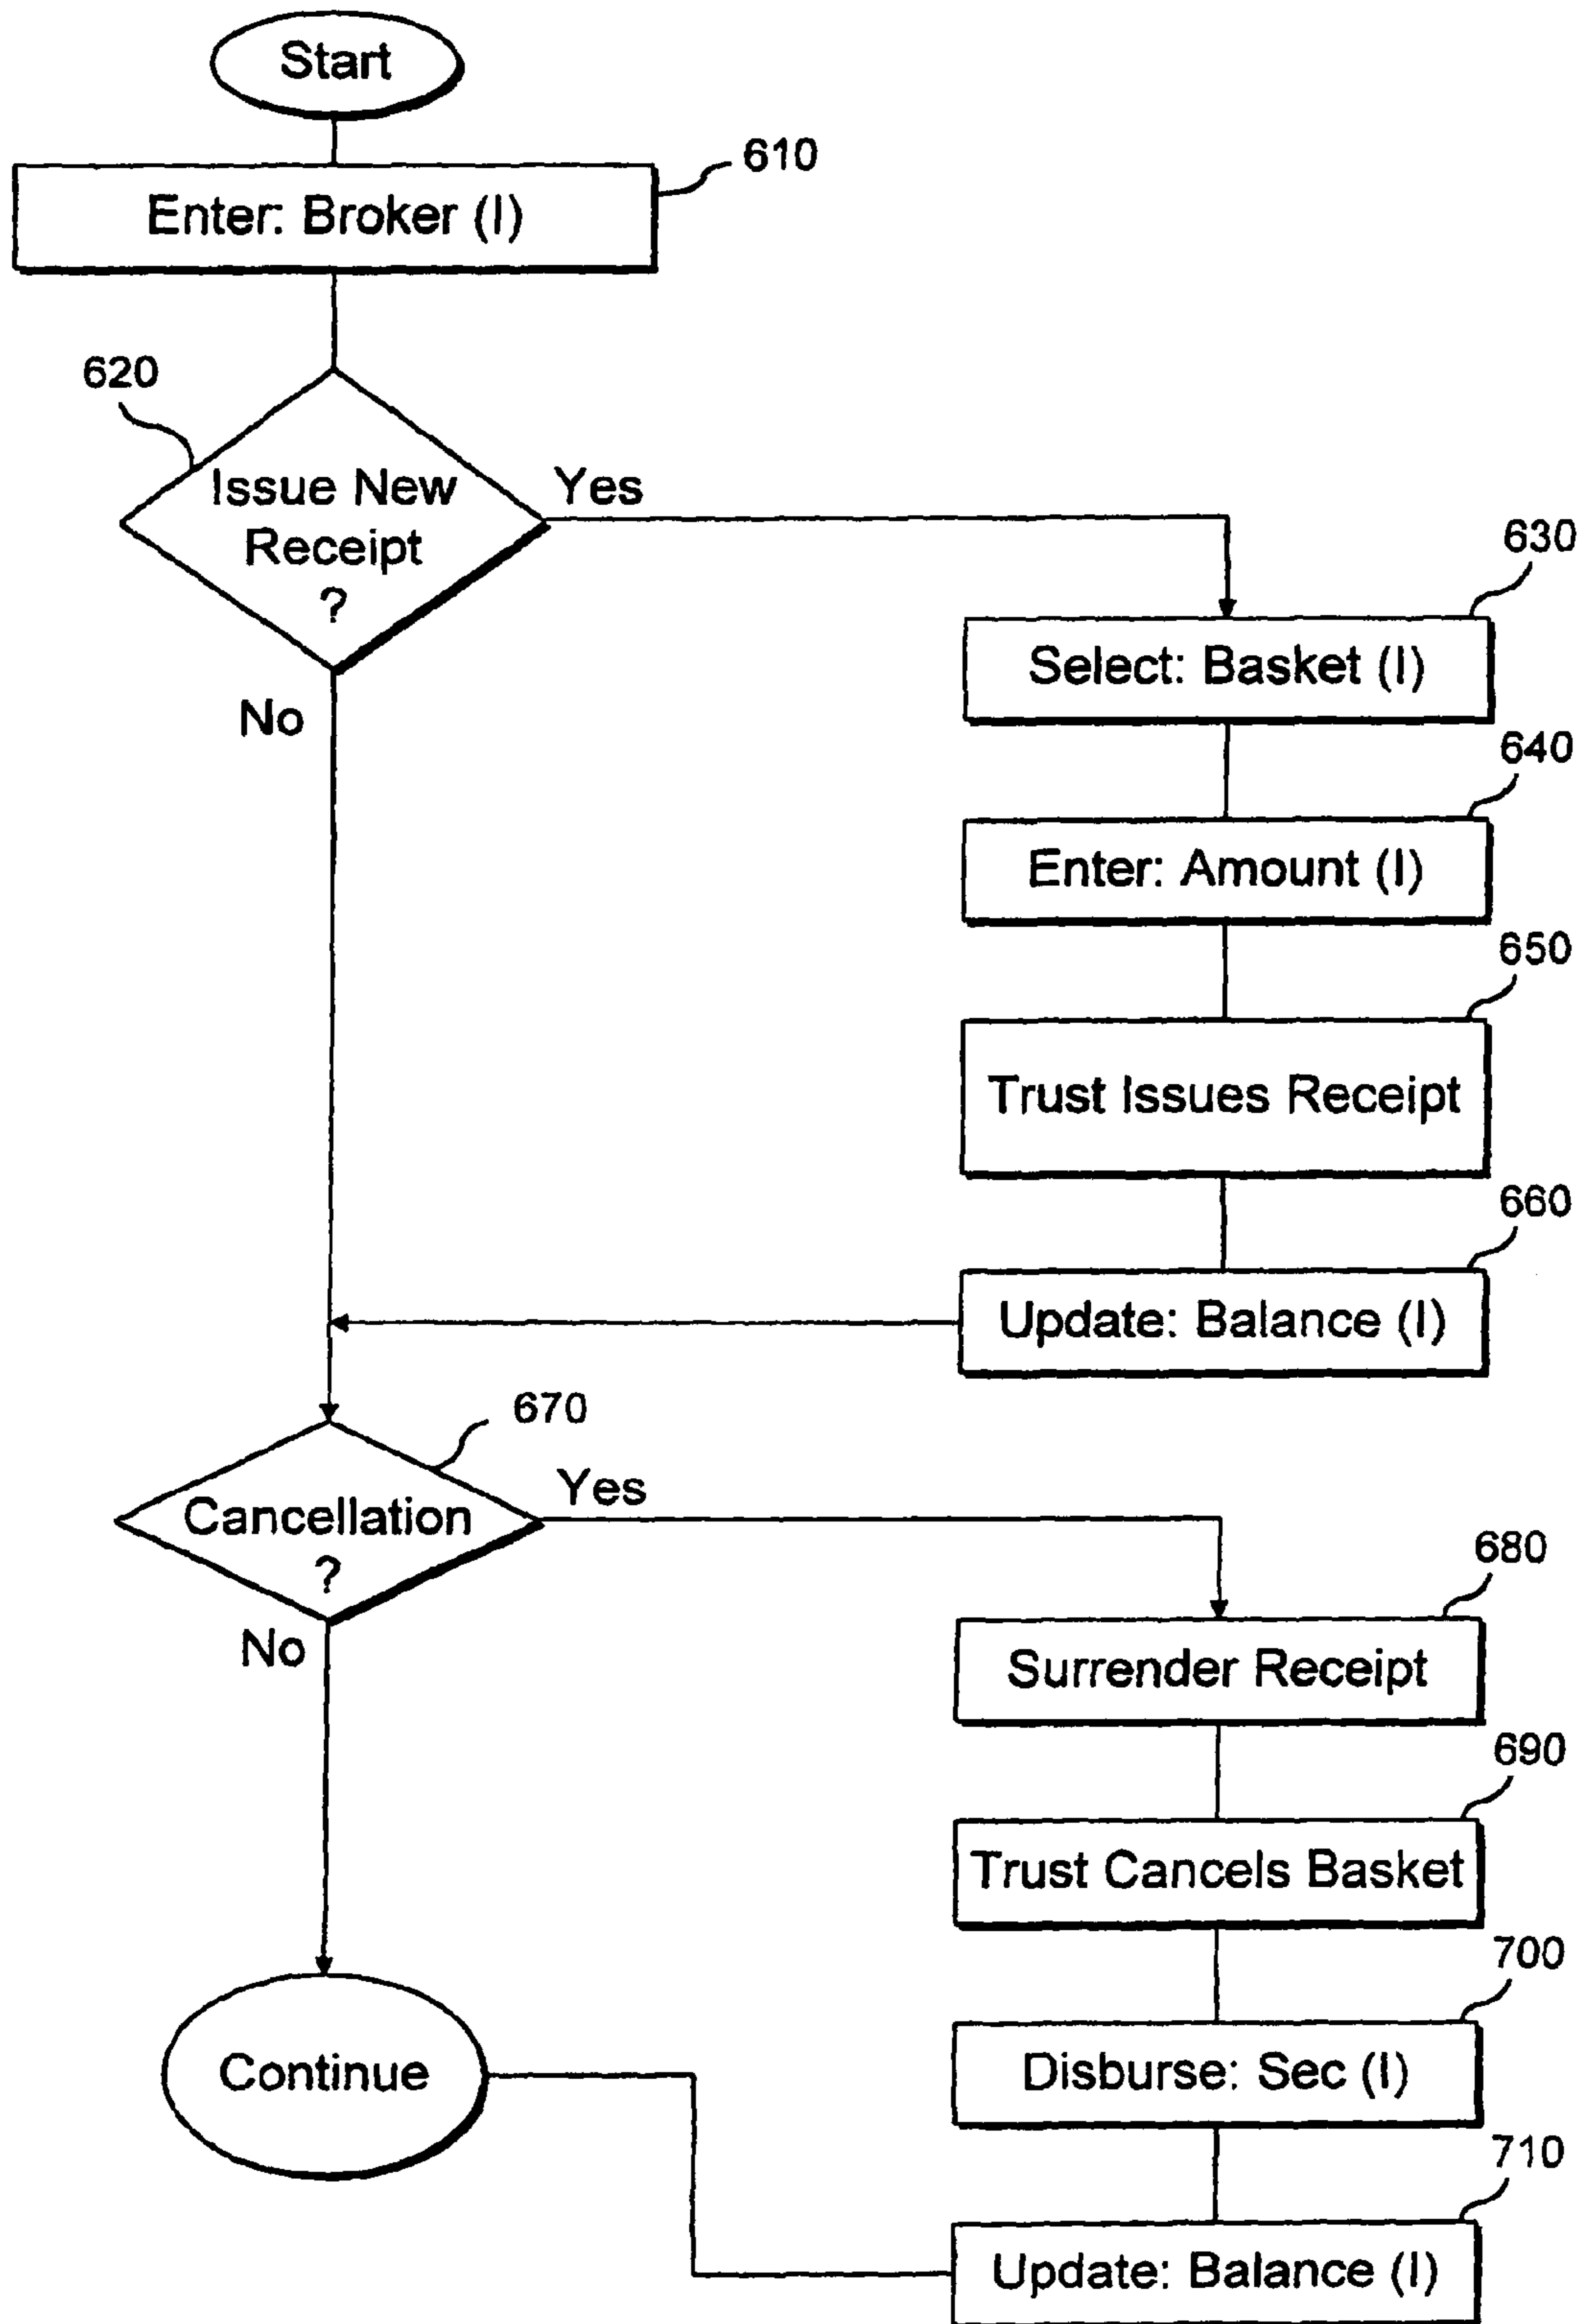 Start
610
Enter: Broker (I)
620
Issue New
Receipt
?
Yes
No
630
Select: Basket (I)
640
Enter: Amount (I)
650
Trust Issues Receipt
660
Update: Balance (I)
670
Cancellation
?
Yes
No
680
Surrender Receipt
690
Trust Cancels Basket
700
Disburse: Sec (I)
Continue
710
Update: Balance (I)